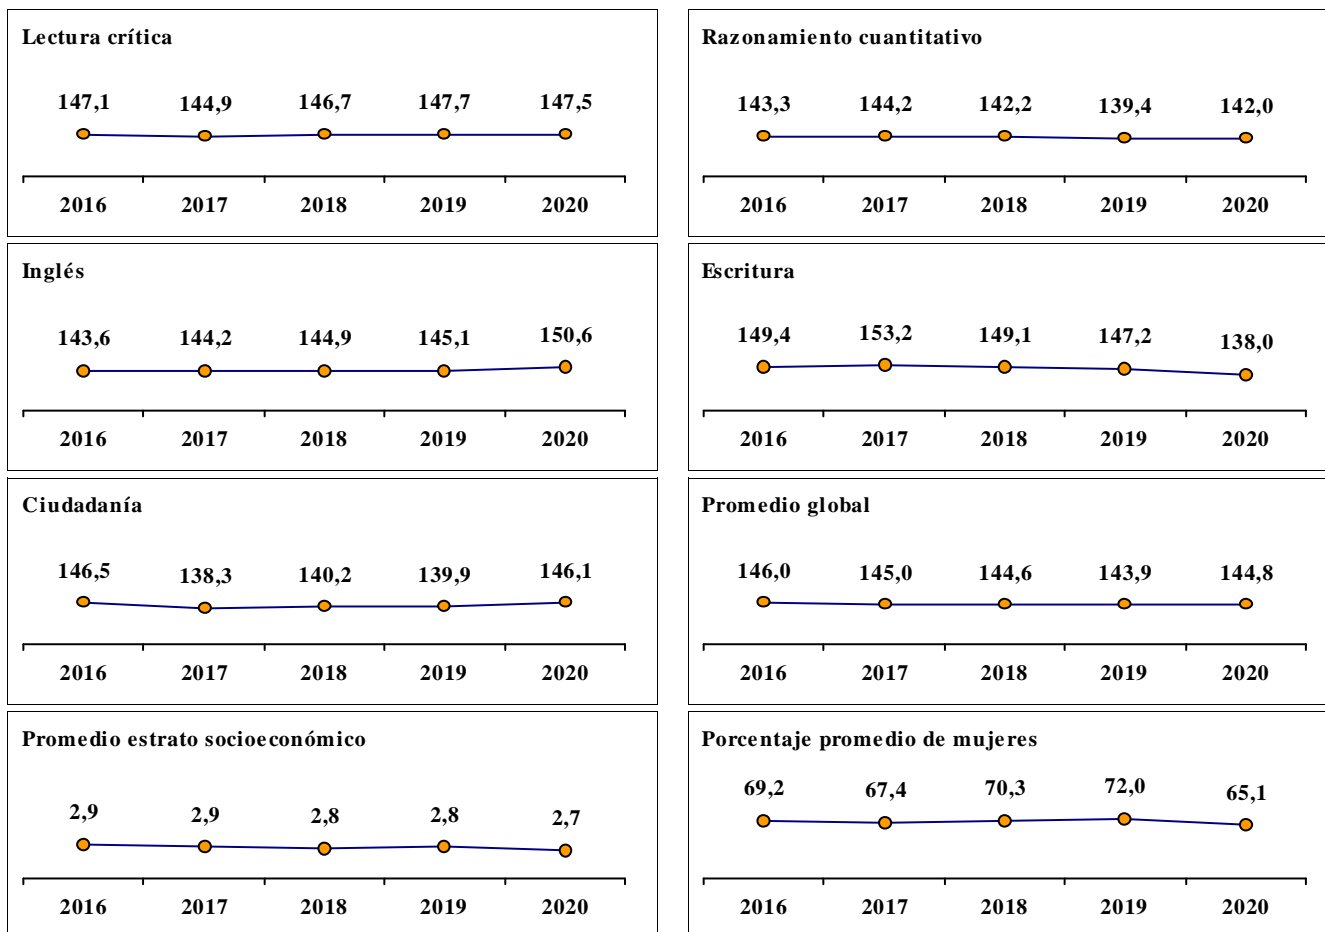 Lectura crítica
147,1 144,9 146,7 147,7 147,5
2016 2017 2018 2019 2020
Razonamiento cuantitativo
143,3 144,2 142,2 139,4 142,0
2016 2017 2018 2019 2020
Inglés
143,6 144,2 144,9 145,1 150,6
2016 2017 2018 2019 2020
Escritura
149,4 153,2 149,1 147,2 138,0
2016 2017 2018 2019 2020
Ciudadanía
146,5 138,3 140,2 139,9 146,1
2016 2017 2018 2019 2020
Promedio global
146,0 145,0 144,6 143,9 144,8
2016 2017 2018 2019 2020
Promedio estrato socioeconómico
2,9 2,9 2,8 2,8 2,7
2016 2017 2018 2019 2020
Porcentaje promedio de mujeres
69,2 67,4 70,3 72,0 65,1
2016 2017 2018 2019 2020